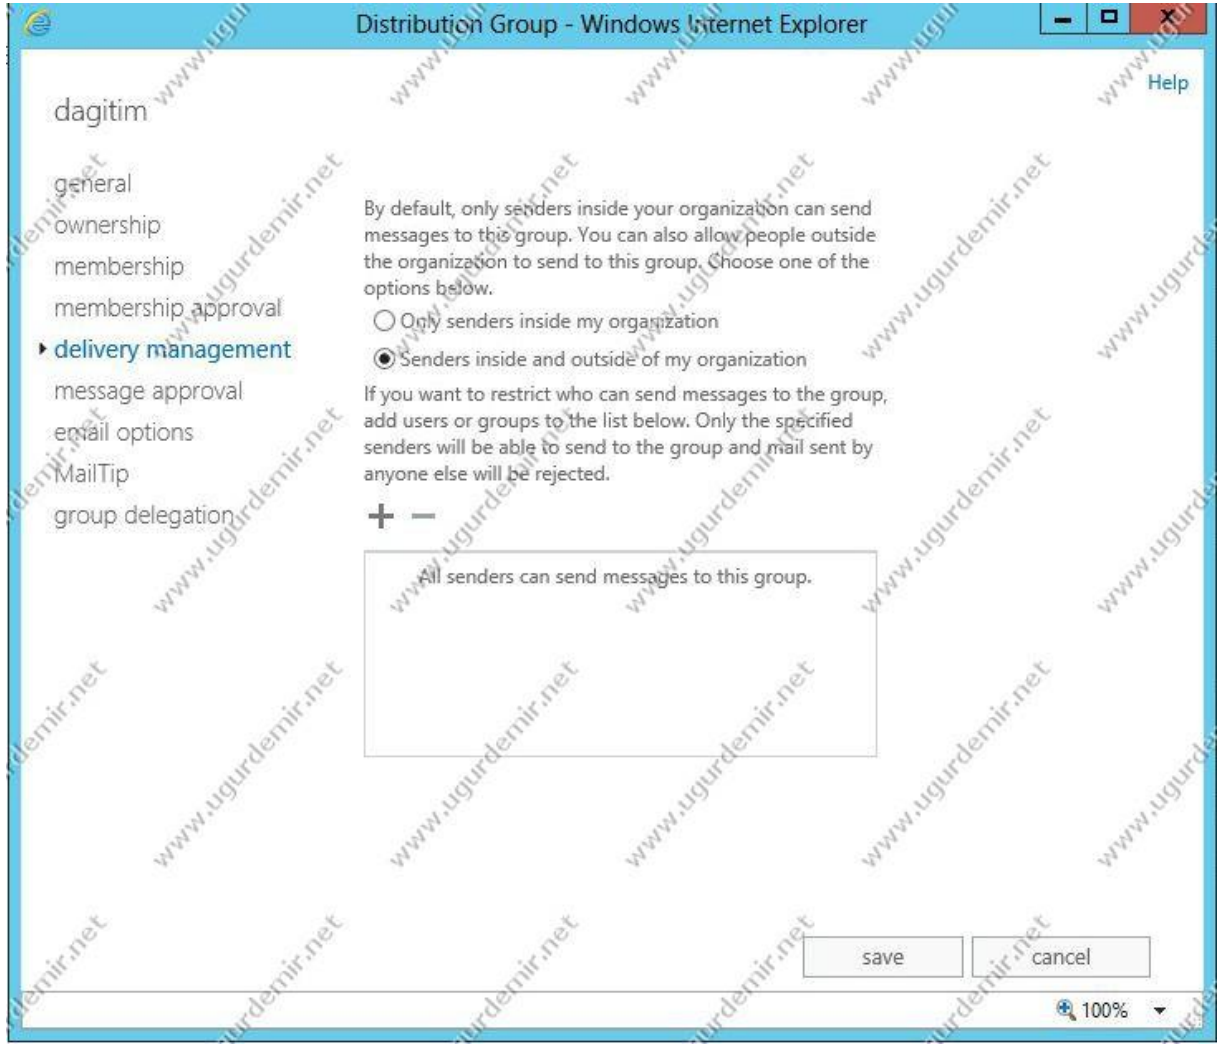 Distribution Group - Windows Internet Explorer
Help
dagitim
general
ownership
membership
membership approval
delivery management
message approval
email options
MailTip
group delegation
By default, only senders inside your organization can send
messages to this group. You can also allow people outside
the organization to send to this group. Choose one of the
options below.
Only senders inside my organization
Senders inside and outside of my organization
If you want to restrict who can send messages to the group,
add users or groups to the list below. Only the specified
senders will be able to send to the group and mail sent by
anyone else will be rejected.
All senders can send messages to this group.
save
cancel
100%
www.ugurdemir.net